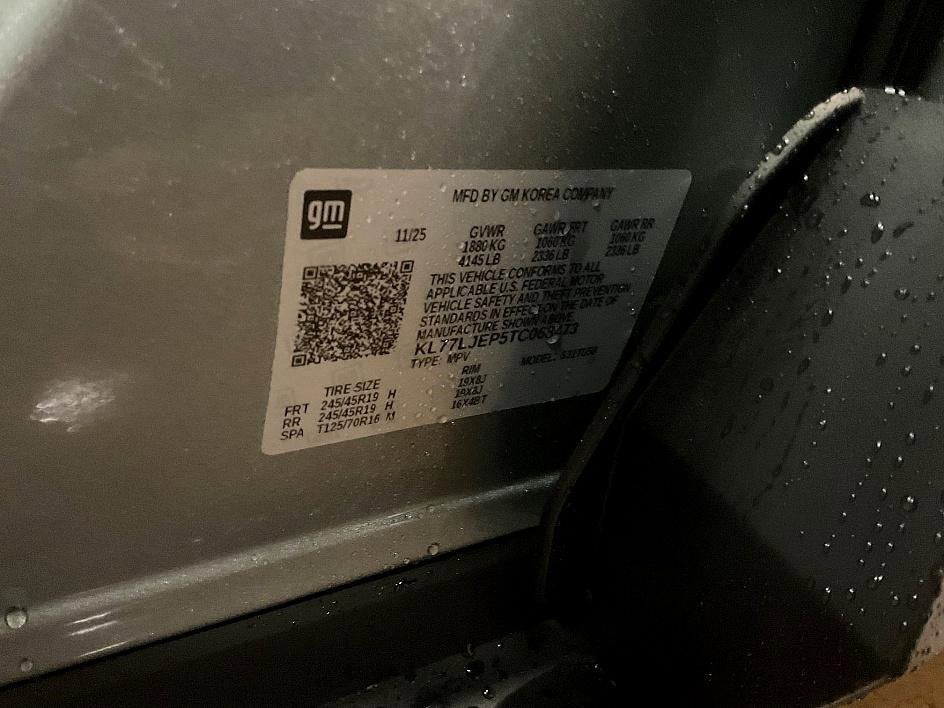 gm
MFD BY GM KOREA COMPANY
11/25 GVWR GAWR FRT GAWR RR
1880 KG 1060 KG 1060 KG
4145 LB 2336 LB 2336 LB
THIS VEHICLE CONFORMS TO ALL
APPLICABLE U.S. FEDERAL MOTOR
VEHICLE SAFETY AND THEFT PREVENTION
STANDARDS IN EFFECT ON THE DATE OF
MANUFACTURE SHOWN ABOVE.
KL77LJEP5TC063473
TYPE: MPV MODEL:
TIRE SIZE RIM
FRT 245/45R19 H 19X8J
RR 245/45R19 H 19X8J
SPA T125/70R16 M 16X4BT